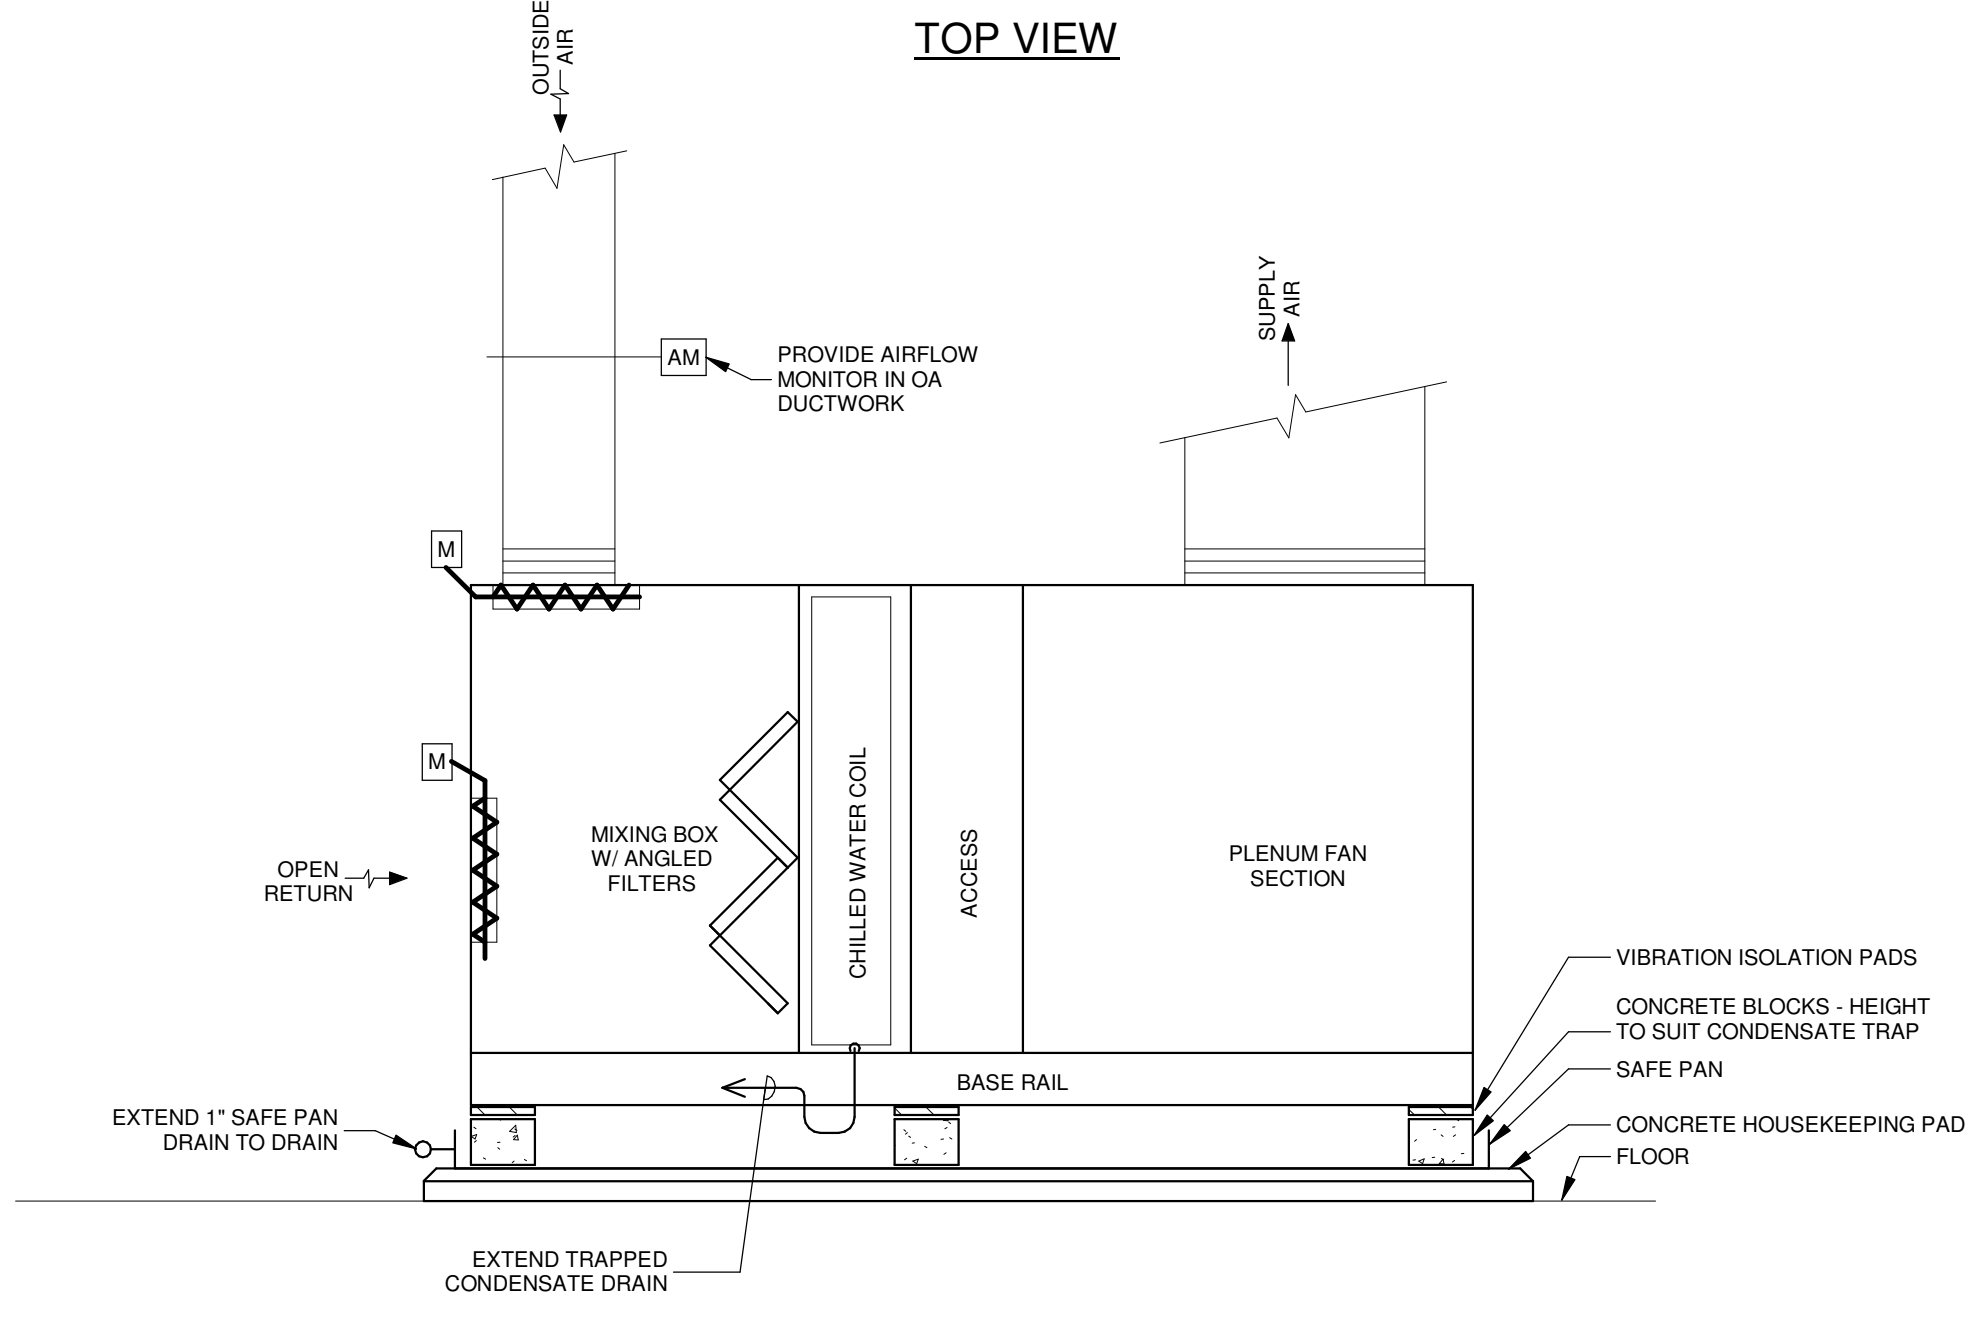 TOP VIEW
OUTSIDE
AIR
SUPPLY
AIR
AM
PROVIDE AIRFLOW
MONITOR IN OA
DUCTWORK
M
M
OPEN
RETURN
MIXING BOX
W/ ANGLED
FILTERS
CHILLED WATER COIL
ACCESS
PLENUM FAN
SECTION
BASE RAIL
VIBRATION ISOLATION PADS
CONCRETE BLOCKS - HEIGHT
TO SUIT CONDENSATE TRAP
SAFE PAN
CONCRETE HOUSEKEEPING PAD
FLOOR
EXTEND 1" SAFE PAN
DRAIN TO DRAIN
EXTEND TRAPPED
CONDENSATE DRAIN